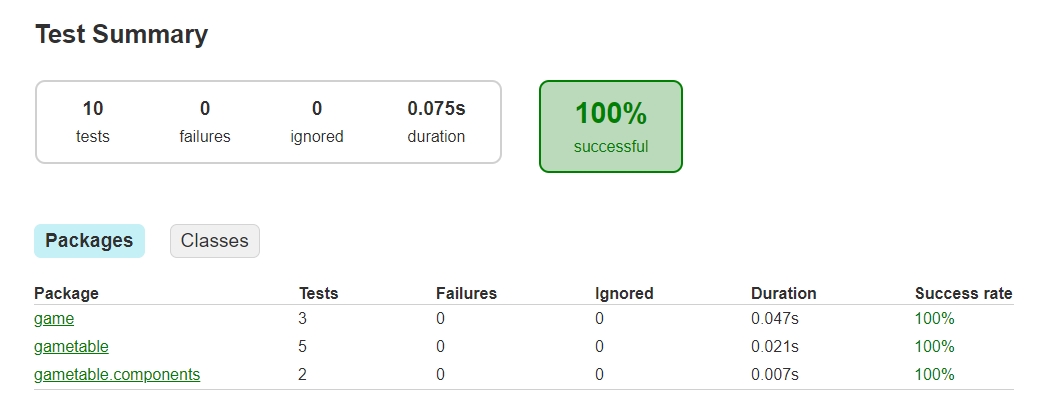 Test Summary
10 0 0 0.075s 100%
tests failures ignored duration successful
Packages Classes
Package Tests Failures Ignored Duration Success rate
game 3 0 0 0.047s 100%
gametable 5 0 0 0.021s 100%
gametable.components 2 0 0 0.007s 100%